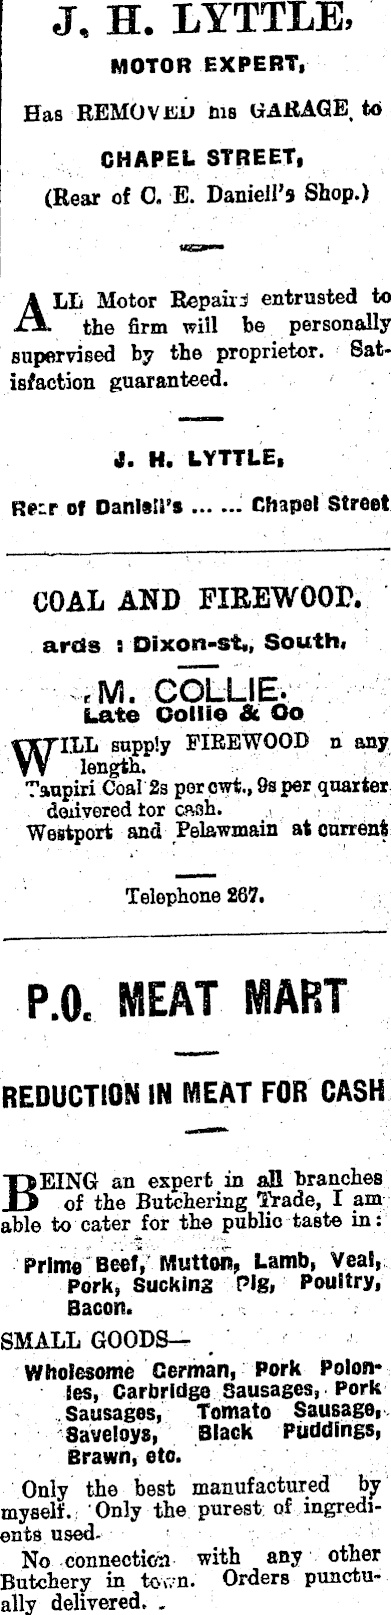 J. H. LYTTLE,
MOTOR EXPERT,
Has REMOVED his GARAGE to
CHAPEL STREET,
(Rear of C. E. Daniell's Shop.)
ALL Motor Repairs entrusted to
the firm will be personally
supervised by the proprietor. Sat-
isfaction guaranteed.
J. H. LYTTLE,
Rear of Daniell's ... ... Chapel Street
COAL AND FIREWOOD.
ards : Dixon-st., South.
M. COLLIE.
Late Collie & Co
WILL supply FIREWOOD n any
length.
Taupiri Coal 2s per cwt., 9s per quarter
delivered for cash.
Westport and Pelawmain at current
Telephone 267.
P.O. MEAT MART
REDUCTION IN MEAT FOR CASH
BEING an expert in all branches
of the Butchering Trade, I am
able to cater for the public taste in:
Prime Beef, Mutton, Lamb, Veal,
Pork, Sucking Pig, Poultry,
Bacon.
SMALL GOODS—
Wholesome German, Pork Polon-
ies, Carbridge Sausages, Pork
Sausages, Tomato Sausage,
Saveloys, Black Puddings,
Brawn, etc.
Only the best manufactured by
myself. Only the purest of ingredi-
ents used.
No connection with any other
Butchery in town. Orders punctu-
ally delivered.